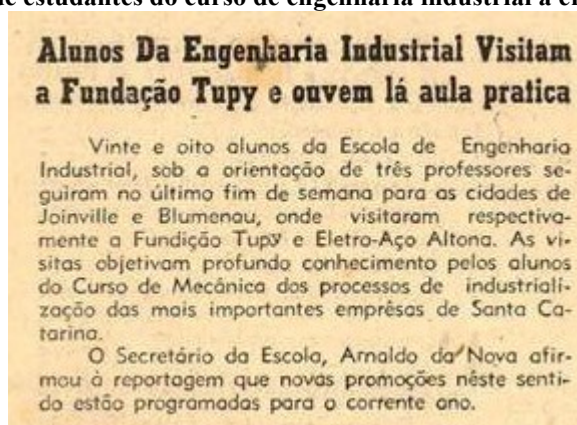 de estudantes do curso de engenharia industrial a
Alunos Da Engenharia Industrial Visitam
a Fundação Tupy e ouvem lá aula pratica
Vinte e oito alunos da Escola de Engenharia
Industrial, sob a orientação de três professores se-
guiram no último fim de semana para as cidades de
Joinville e Blumenau, onde visitaram respectiva-
mente a Fundição Tupy e Eletro-Aço Altona. As vi-
sitas objetivam profundo conhecimento pelos alunos
do Curso de Mecânica dos processos de industriali-
zação das mais importantes emprêsas de Santa Ca-
tarina.
O Secretário da Escola, Arnaldo da Nova afir-
mou à reportagem que novas promoções nêste senti-
do estão programadas para o corrente ano.